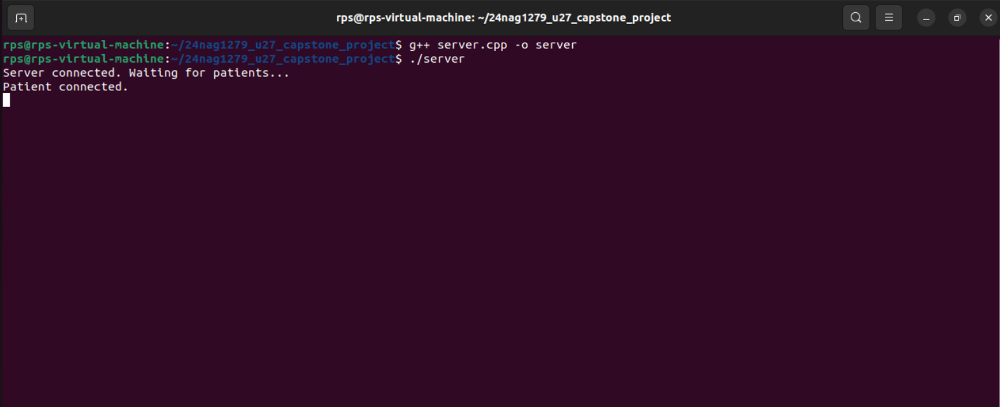 rps@rps-virtual-machine: ~/24nag1279_u27_capstone_project
rps@rps-virtual-machine:~/24nag1279_u27_capstone_project$ g++ server.cpp -o server
rps@rps-virtual-machine:~/24nag1279_u27_capstone_project$ ./server
Server connected. Waiting for patients...
Patient connected.